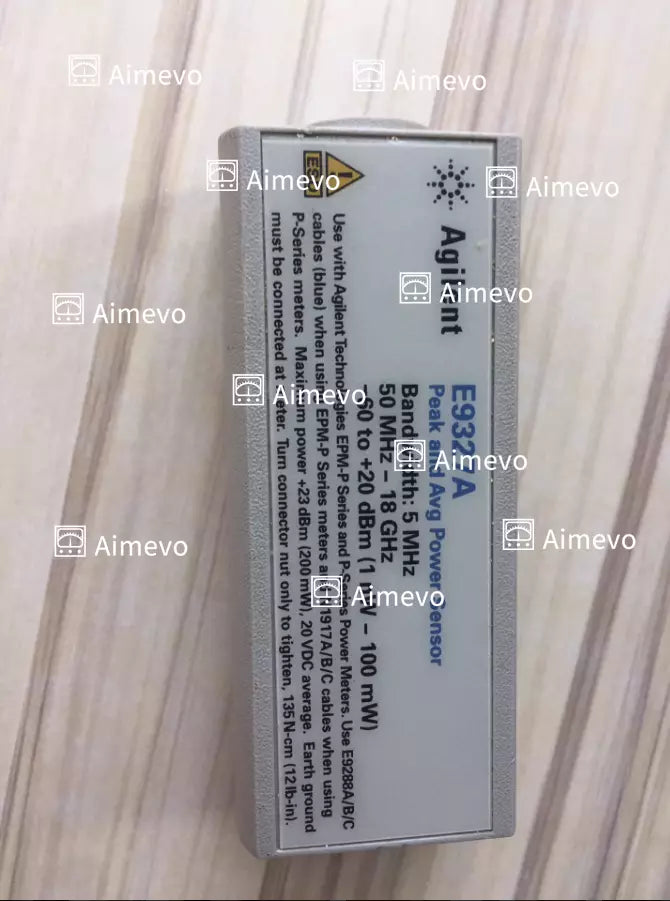 Agilent
E9327A
Peak and Avg Power Sensor
Bandwidth: 5 MHz
50 MHz – 18 GHz
-60 to +20 dBm (1 nW – 100 mW)
Use with Agilent Technologies EPM-P Series and P-Series Power Meters. Use E9288A/B/C
cables (blue) when using EPM-P Series meters and 1917A/B/C cables when using
P-Series meters. Maximum power +23 dBm (200 mW), 20 VDC average. Earth ground
must be connected at meter. Turn connector nut only to tighten, 135 N-cm (12 lb-in).
ESD
Aimevo
Aimevo
Aimevo
Aimevo
Aimevo
Aimevo
Aimevo
Aimevo
Aimevo
Aimevo
Aimevo